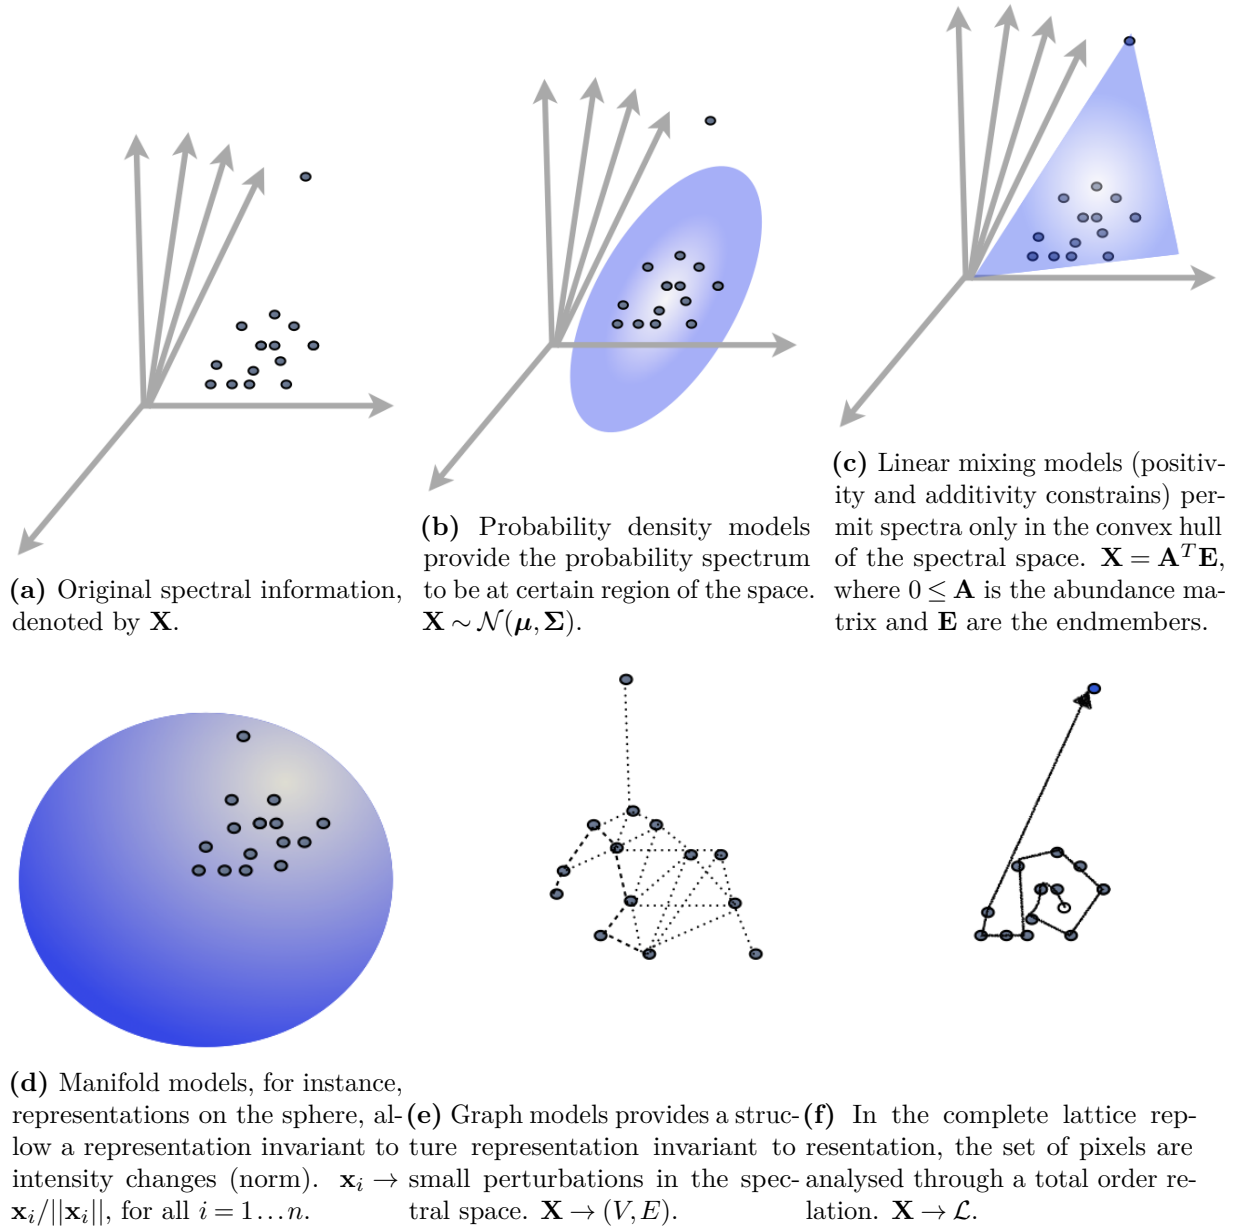 (a) Original spectral information,
denoted by X.
(b) Probability density models
provide the probability spectrum
to be at certain region of the space.
X ∼ 𝒩(μ, Σ).
(c) Linear mixing models (positiv-
ity and additivity constrains) per-
mit spectra only in the convex hull
of the spectral space. X = AᵀE,
where 0 ≤ A is the abundance ma-
trix and E are the endmembers.
(d) Manifold models, for instance,
representations on the sphere, al-
low a representation invariant to
intensity changes (norm). xᵢ →
xᵢ/||xᵢ||, for all i = 1…n.
(e) Graph models provides a struc-
ture representation invariant to
small perturbations in the spec-
tral space. X → (V, E).
(f) In the complete lattice rep-
resentation, the set of pixels are
analysed through a total order re-
lation. X → ℒ.